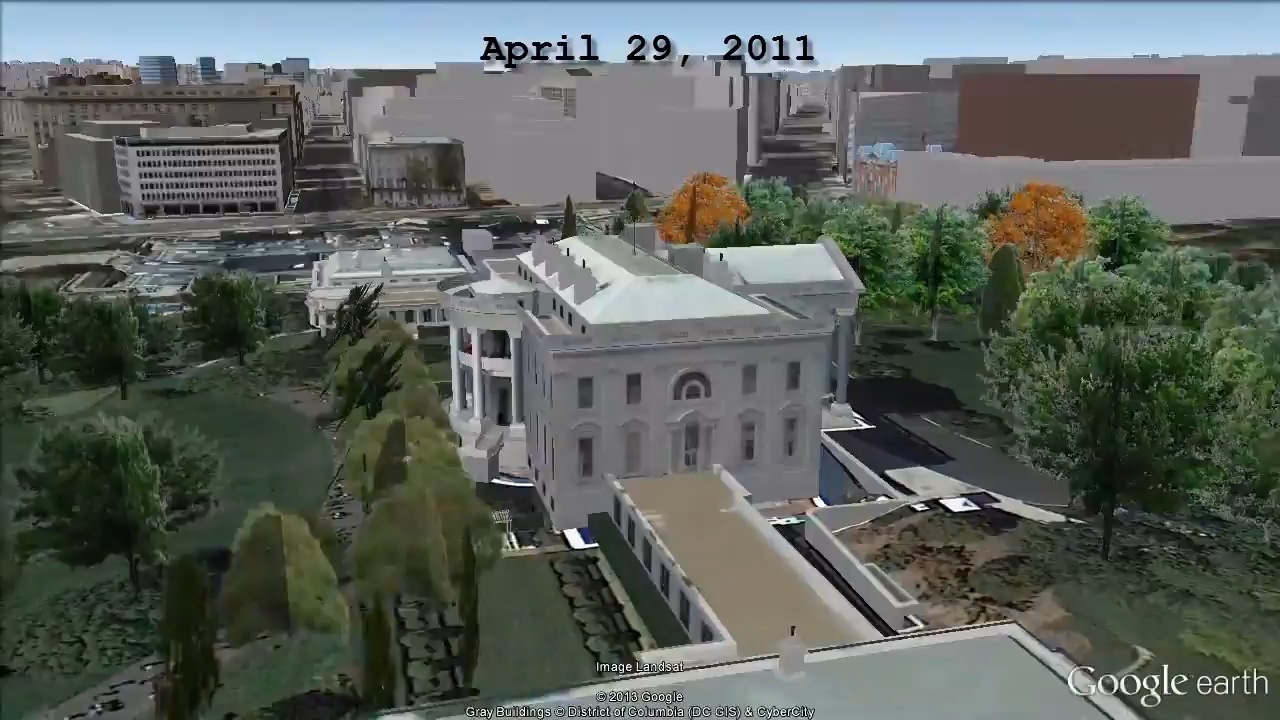 April 29, 2011
Image Landsat
© 2013 Google
Gray Buildings © District of Columbia (DC GIS) & CyberCity
Google earth